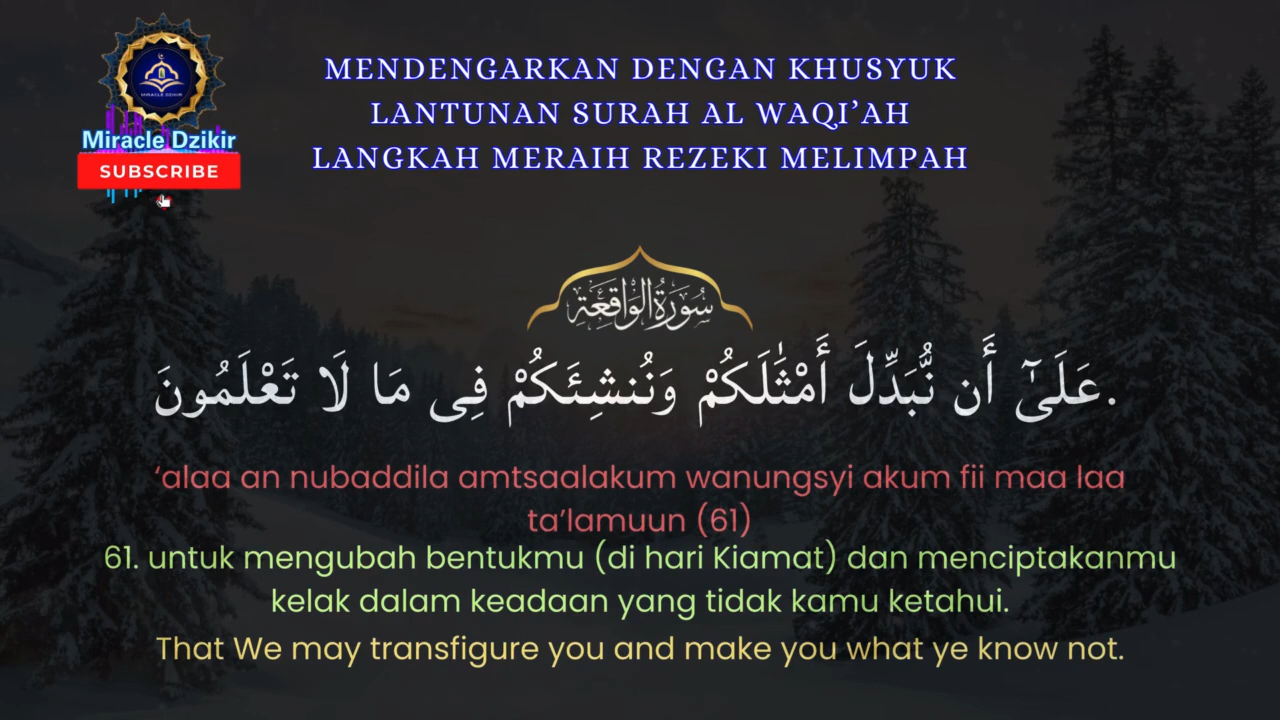 MENDENGARKAN DENGAN KHUSYUK
LANTUNAN SURAH AL WAQI’AH
LANGKAH MERAIH REZEKI MELIMPAH
MIRACLE DZIKIR
Miracle Dzikir
SUBSCRIBE
سُورَةُ الْوَاقِعَةِ
عَلَىٰٓ أَن نُّبَدِّلَ أَمْثَٰلَكُمْ وَنُنشِئَكُمْ فِى مَا لَا تَعْلَمُونَ.
‘alaa an nubaddila amtsaalakum wanungsyi akum fii maa laa
ta’lamuun (61)
61. untuk mengubah bentukmu (di hari Kiamat) dan menciptakanmu
kelak dalam keadaan yang tidak kamu ketahui.
That We may transfigure you and make you what ye know not.